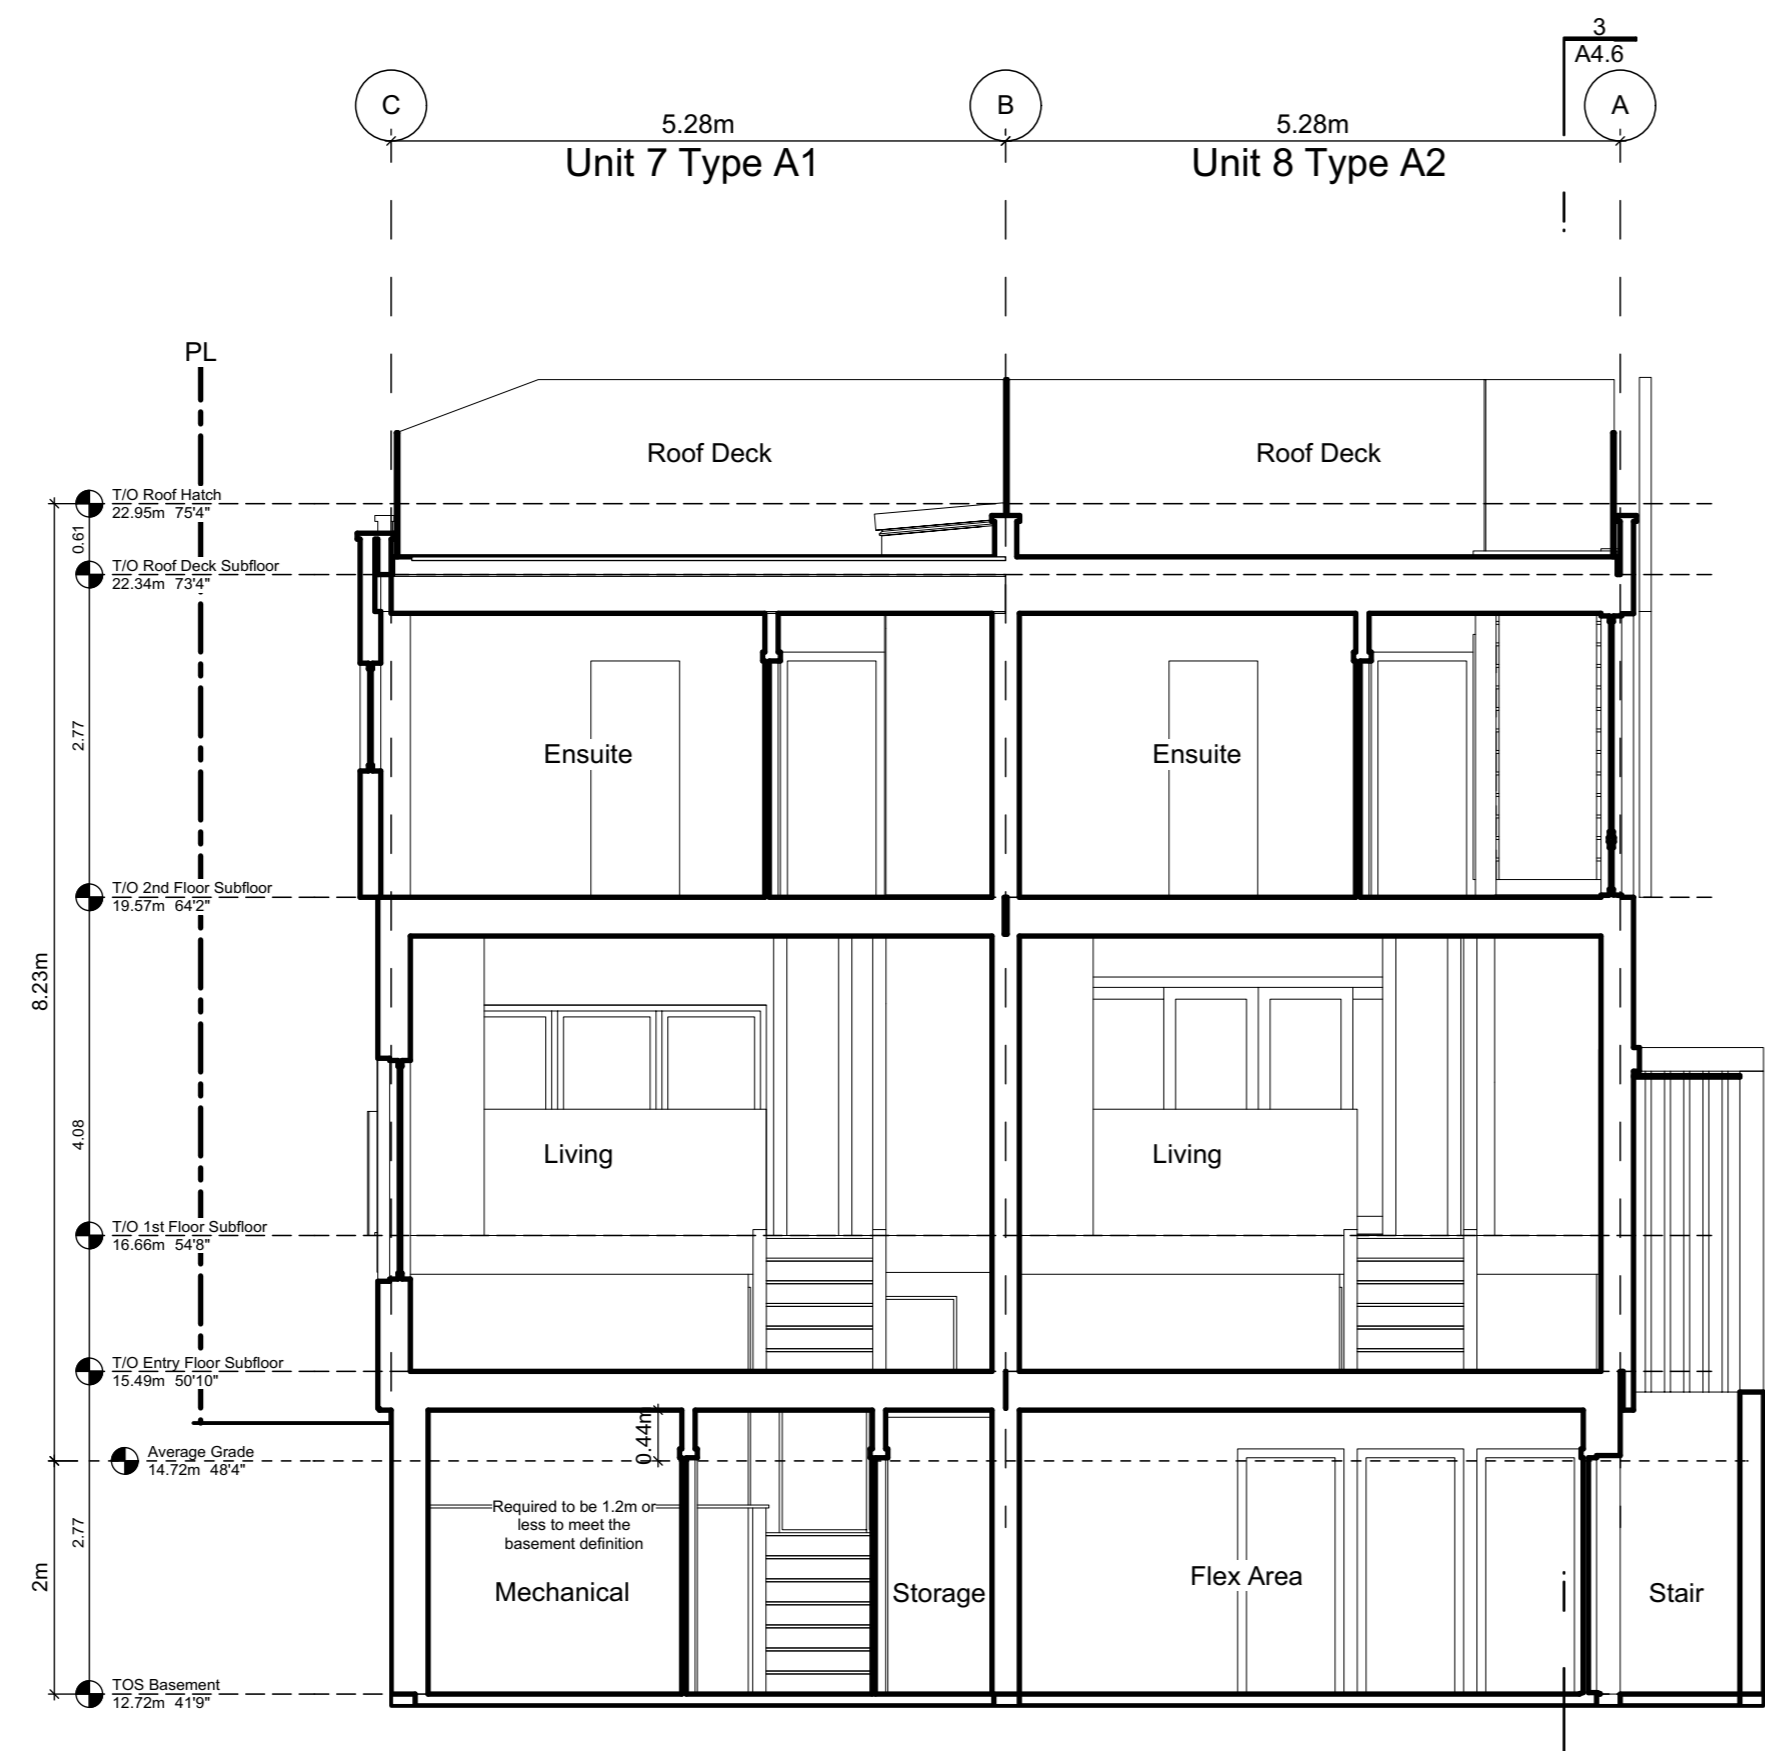 3
A4.6
C
B
A
5.28m
5.28m
Unit 7 Type A1
Unit 8 Type A2
PL
Roof Deck
Roof Deck
T/O Roof Hatch
22.95m 75'4"
0.61
T/O Roof Deck Subfloor
22.34m 73'4"
2.77
Ensuite
Ensuite
T/O 2nd Floor Subfloor
19.57m 64'2"
8.23m
4.08
Living
Living
T/O 1st Floor Subfloor
16.66m 54'8"
T/O Entry Floor Subfloor
15.49m 50'10"
0.44m
Average Grade
14.72m 48'4"
2.77
Required to be 1.2m or
less to meet the
basement definition
2m
Mechanical
Storage
Flex Area
Stair
TOS Basement
12.72m 41'9"